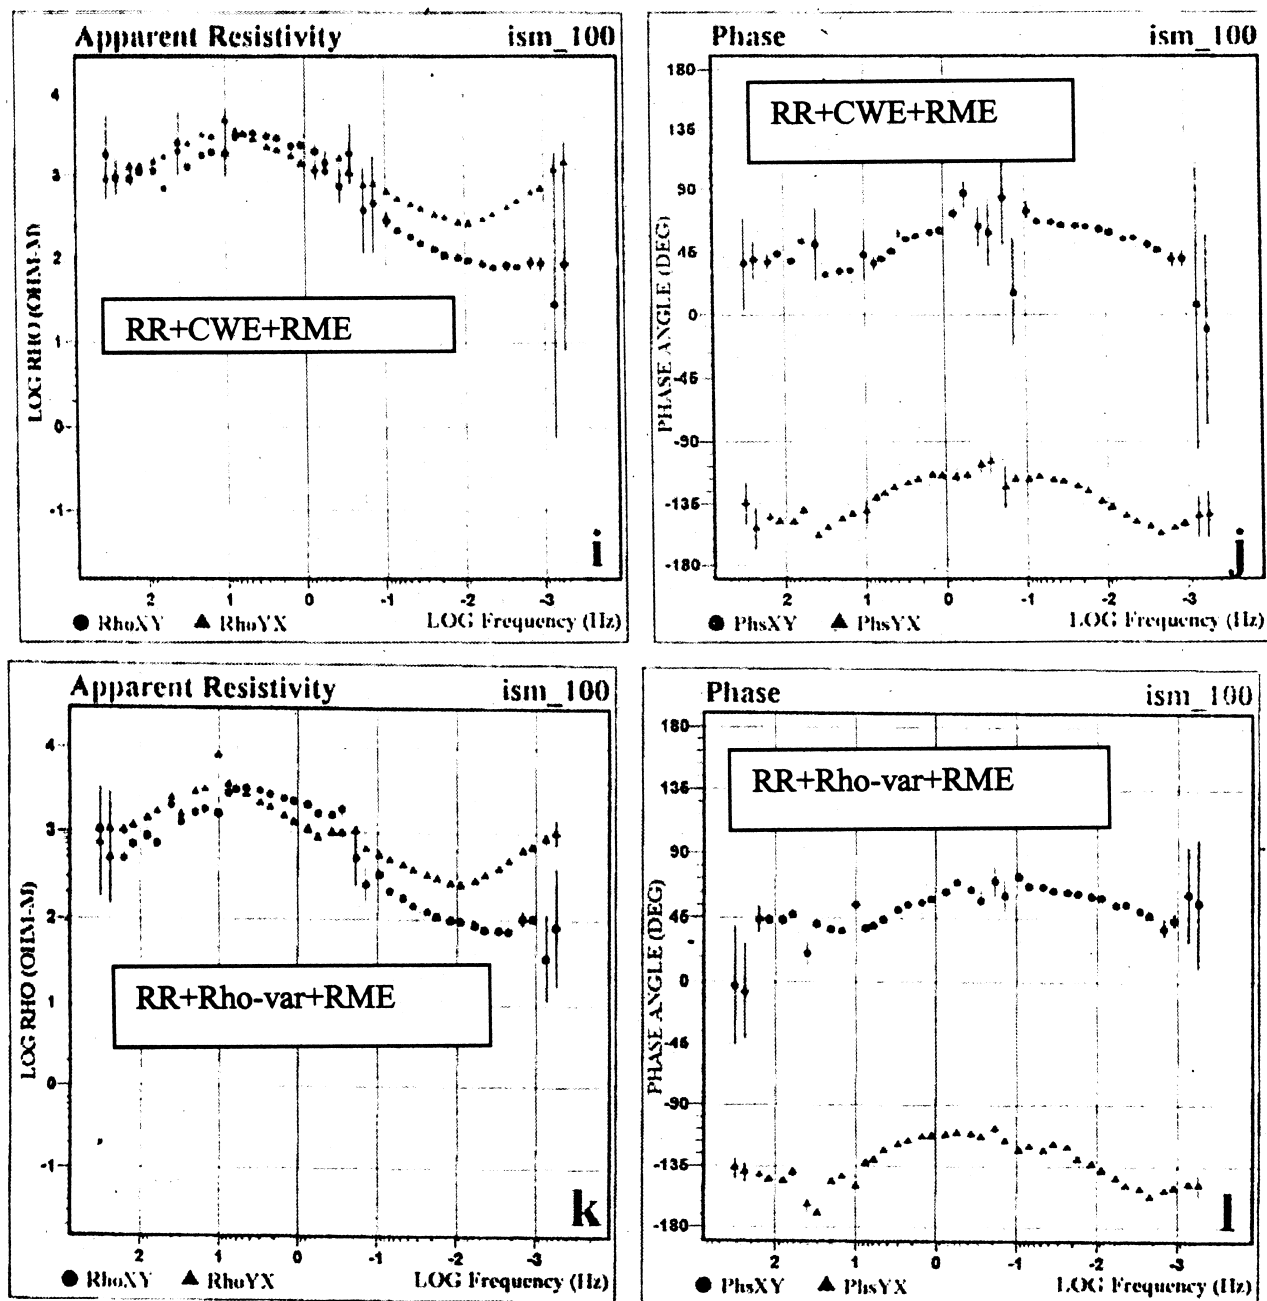 Apparent Resistivity ism_100
4
3
2
1
0
-1
LOG RHO (OHM-M)
RR+CWE+RME
i
2 1 0 -1 -2 -3
RhoXY RhoYX LOG Frequency (Hz)
Phase ism_100
180
135
90
45
0
-45
-90
-135
-180
PHASE ANGLE (DEG)
RR+CWE+RME
j
2 1 0 -1 -2 -3
PhsXY PhsYX LOG Frequency (Hz)
Apparent Resistivity ism_100
4
3
2
1
0
-1
LOG RHO (OHM-M)
RR+Rho-var+RME
k
2 1 0 -1 -2 -3
RhoXY RhoYX LOG Frequency (Hz)
Phase ism_100
180
135
90
45
0
-45
-90
-135
-180
PHASE ANGLE (DEG)
RR+Rho-var+RME
l
2 1 0 -1 -2 -3
PhsXY PhsYX LOG Frequency (Hz)